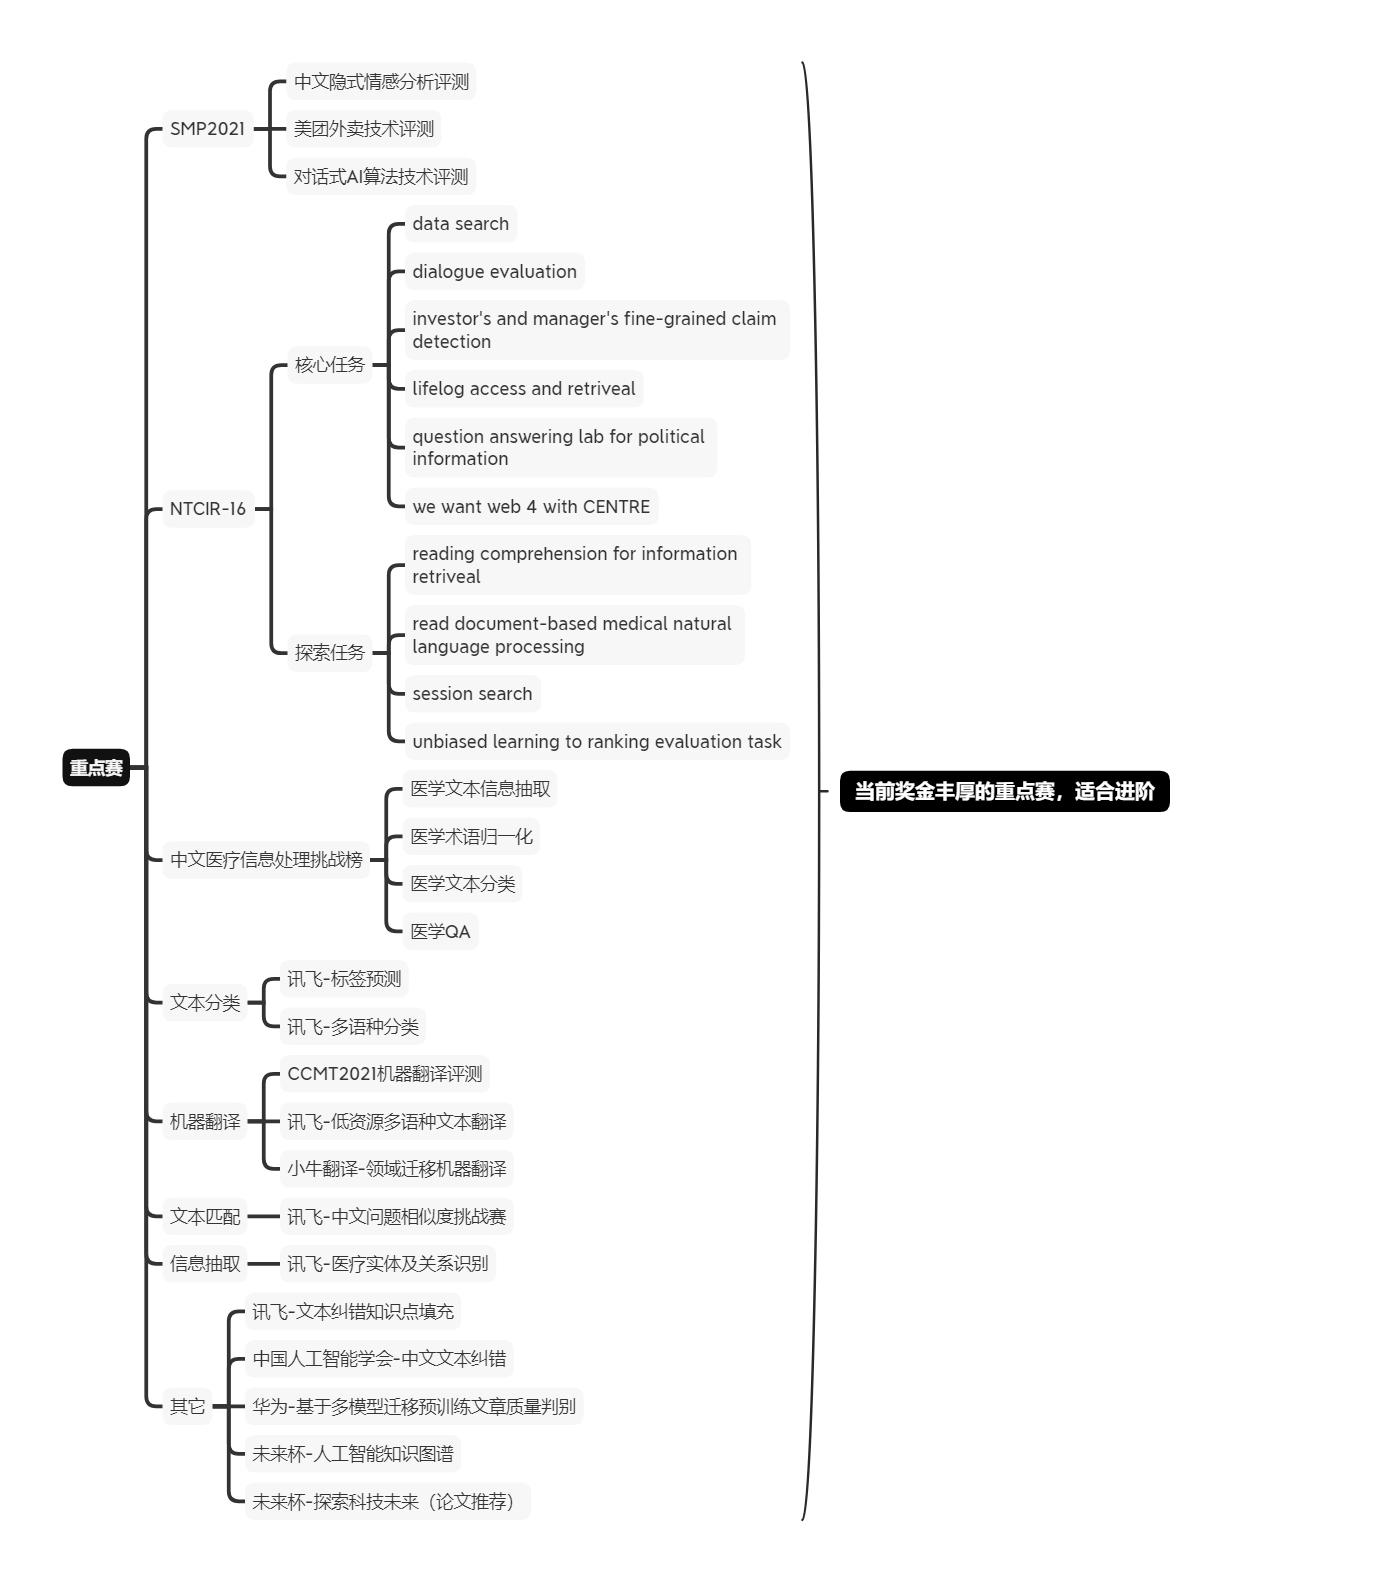 重点赛
SMP2021
中文隐式情感分析评测
美团外卖技术评测
对话式AI算法技术评测
NTCIR-16
核心任务
data search
dialogue evaluation
investor's and manager's fine-grained claim
detection
lifelog access and retriveal
question answering lab for political
information
we want web 4 with CENTRE
探索任务
reading comprehension for information
retriveal
read document-based medical natural
language processing
session search
unbiased learning to ranking evaluation task
中文医疗信息处理挑战榜
医学文本信息抽取
医学术语归一化
医学文本分类
医学QA
文本分类
讯飞-标签预测
讯飞-多语种分类
机器翻译
CCMT2021机器翻译评测
讯飞-低资源多语种文本翻译
小牛翻译-领域迁移机器翻译
文本匹配
讯飞-中文问题相似度挑战赛
信息抽取
讯飞-医疗实体及关系识别
其它
讯飞-文本纠错知识点填充
中国人工智能学会-中文文本纠错
华为-基于多模型迁移预训练文章质量判别
未来杯-人工智能知识图谱
未来杯-探索科技未来（论文推荐）
当前奖金丰厚的重点赛，适合进阶